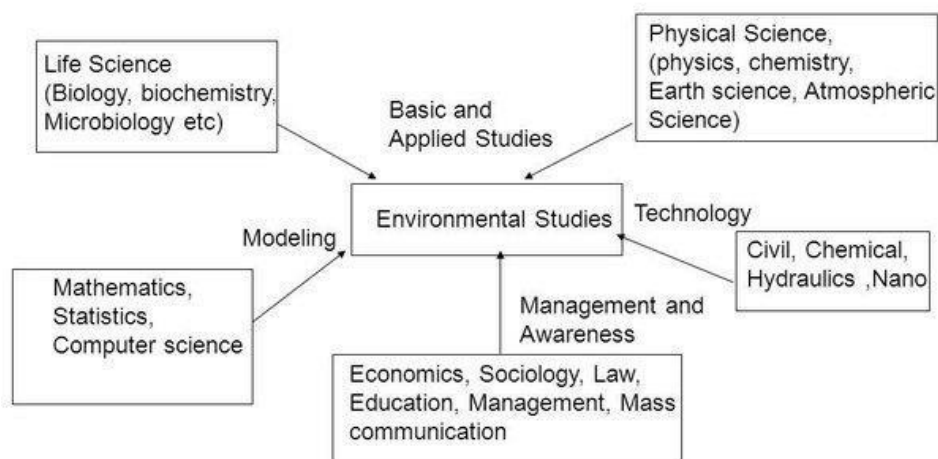 Life Science
(Biology, biochemistry,
Microbiology etc)
Physical Science,
(physics, chemistry,
Earth science, Atmospheric
Science)
Basic and
Applied Studies
Environmental Studies
Technology
Modeling
Civil, Chemical,
Hydraulics ,Nano
Mathematics,
Statistics,
Computer science
Management and
Awareness
Economics, Sociology, Law,
Education, Management, Mass
communication